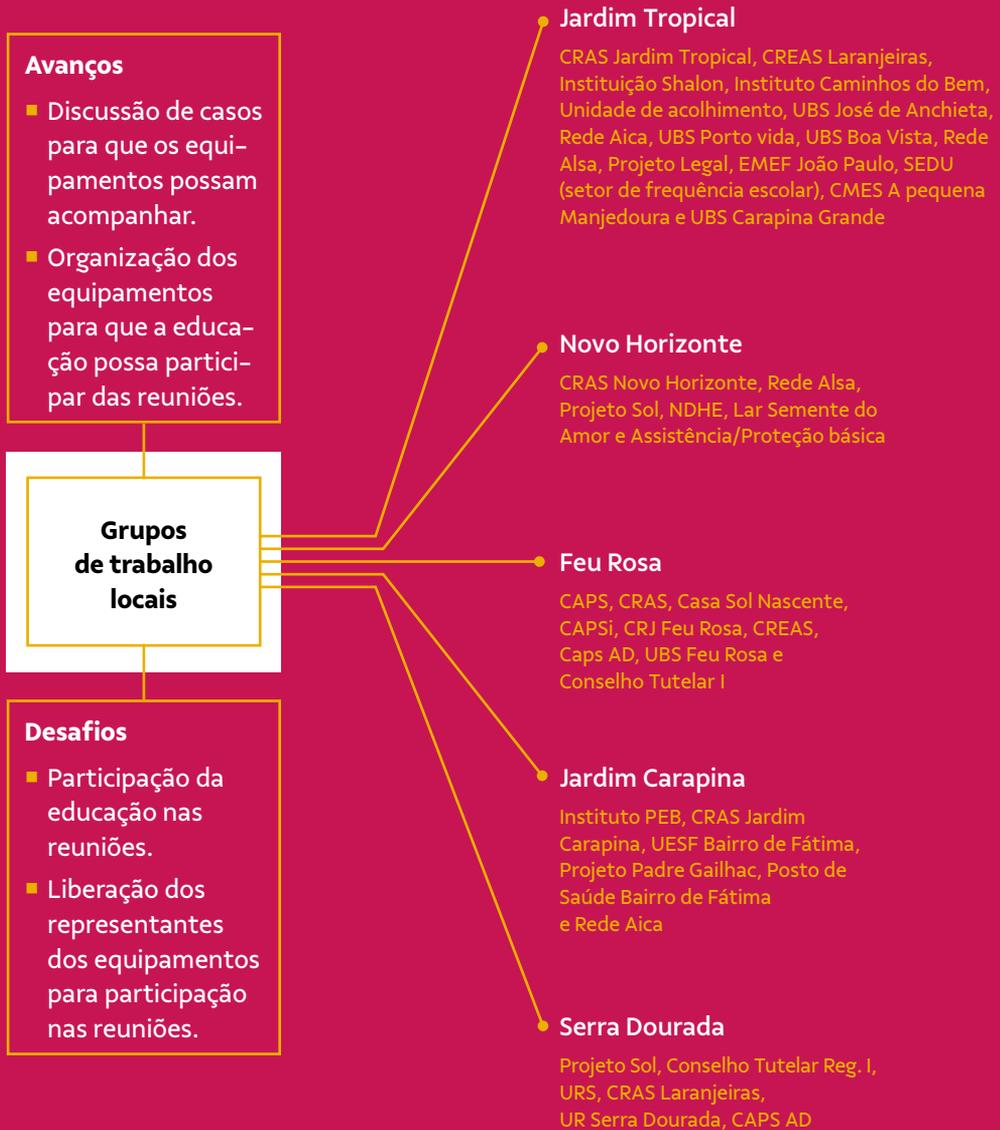 Avanços
Discussão de casos
para que os equi-
pamentos possam
acompanhar.
Organização dos
equipamentos
para que a educa-
ção possa partici-
par das reuniões.
Grupos
de trabalho
locais
Desafios
Participação da
educação nas
reuniões.
Liberação dos
representantes
dos equipamentos
para participação
nas reuniões.
Jardim Tropical
CRAS Jardim Tropical, CREAS Laranjeiras,
Instituição Shalon, Instituto Caminhos do Bem,
Unidade de acolhimento, UBS José de Anchieta,
Rede Aica, UBS Porto vida, UBS Boa Vista, Rede
Alsa, Projeto Legal, EMEF João Paulo, SEDU
(setor de frequência escolar), CMES A pequena
Manjedoura e UBS Carapina Grande
Novo Horizonte
CRAS Novo Horizonte, Rede Alsa,
Projeto Sol, NDHE, Lar Semente do
Amor e Assistência/Proteção básica
Feu Rosa
CAPS, CRAS, Casa Sol Nascente,
CAPSi, CRJ Feu Rosa, CREAS,
Caps AD, UBS Feu Rosa e
Conselho Tutelar I
Jardim Carapina
Instituto PEB, CRAS Jardim
Carapina, UESF Bairro de Fátima,
Projeto Padre Gailhac, Posto de
Saúde Bairro de Fátima
e Rede Aica
Serra Dourada
Projeto Sol, Conselho Tutelar Reg. I,
URS, CRAS Laranjeiras,
UR Serra Dourada, CAPS AD